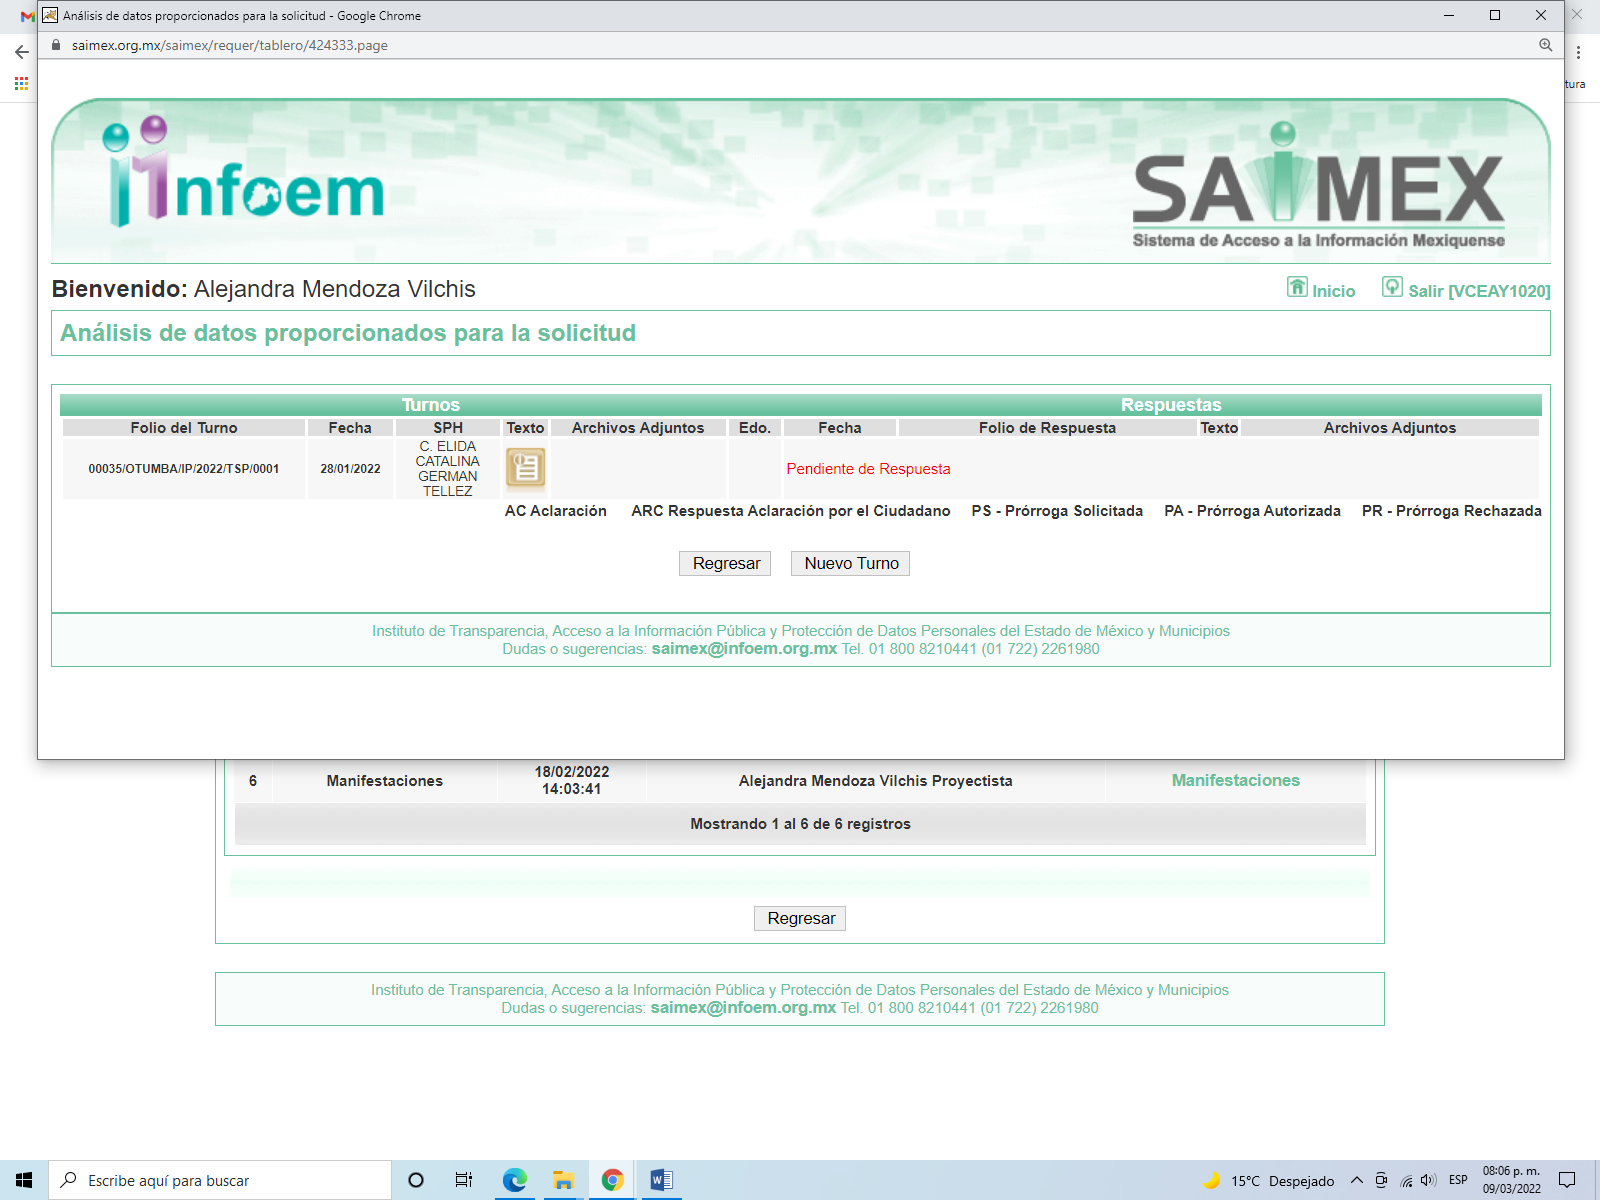 Análisis de datos proporcionados para la solicitud - Google Chrome
saimex.org.mx/saimex/requer/tablero/424333.page
tura
infoem
SAIMEX
Sistema de Acceso a la Información Mexiquense
Bienvenido: Alejandra Mendoza Vilchis
Inicio Salir [VCEAY1020]
Análisis de datos proporcionados para la solicitud
Turnos Respuestas
Folio del Turno Fecha SPH Texto Archivos Adjuntos Edo. Fecha Folio de Respuesta Texto Archivos Adjuntos
00035/OTUMBA/IP/2022/TSP/0001 28/01/2022 C. ELIDA
CATALINA
GERMAN
TELLEZ
Pendiente de Respuesta
AC Aclaración ARC Respuesta Aclaración por el Ciudadano PS - Prórroga Solicitada PA - Prórroga Autorizada PR - Prórroga Rechazada
Regresar Nuevo Turno
Instituto de Transparencia, Acceso a la Información Pública y Protección de Datos Personales del Estado de México y Municipios
Dudas o sugerencias: saimex@infoem.org.mx Tel. 01 800 8210441 (01 722) 2261980
6 Manifestaciones 18/02/2022 14:03:41 Alejandra Mendoza Vilchis Proyectista Manifestaciones
Mostrando 1 al 6 de 6 registros
Regresar
Instituto de Transparencia, Acceso a la Información Pública y Protección de Datos Personales del Estado de México y Municipios
Dudas o sugerencias: saimex@infoem.org.mx Tel. 01 800 8210441 (01 722) 2261980
Escribe aquí para buscar
15°C Despejado
ESP
08:06 p. m.
09/03/2022